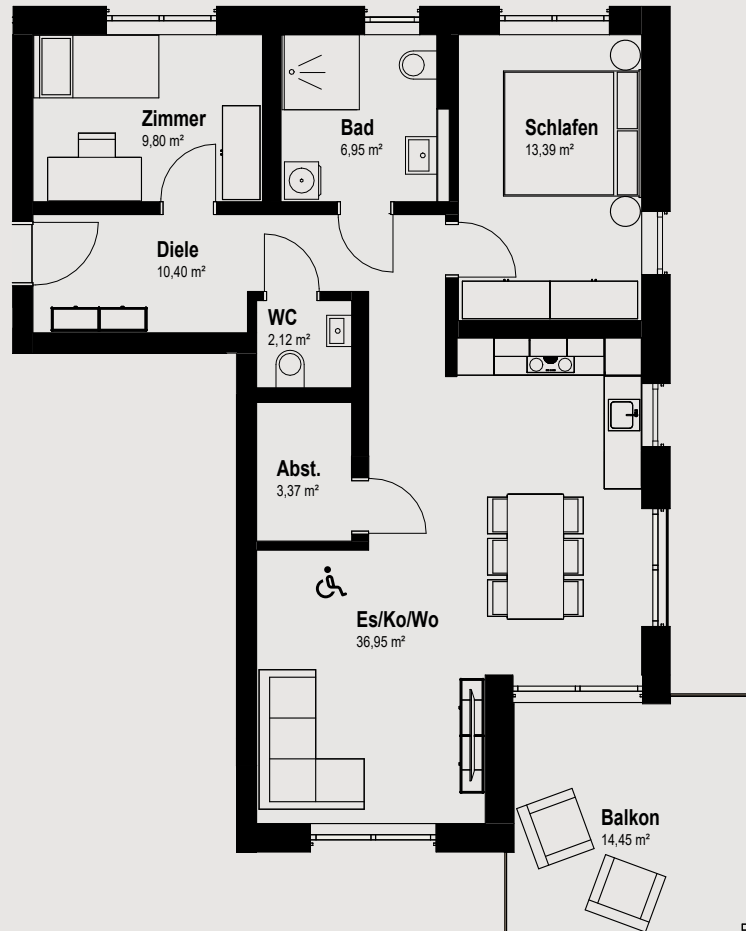 Zimmer
9,80 m²
Bad
6,95 m²
Schlafen
13,39 m²
Diele
10,40 m²
WC
2,12 m²
Abst.
3,37 m²
Es/Ko/Wo
36,95 m²
Balkon
14,45 m²